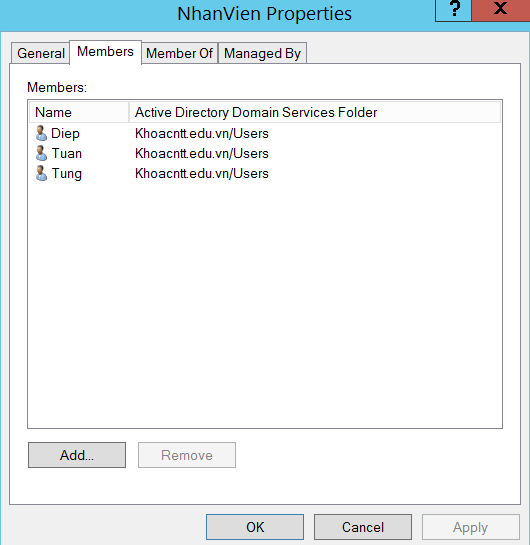 NhanVien Properties
? X
General Members Member Of Managed By
Members:
Name Active Directory Domain Services Folder
Diep Khoacntt.edu.vn/Users
Tuan Khoacntt.edu.vn/Users
Tung Khoacntt.edu.vn/Users
Add... Remove
OK Cancel Apply